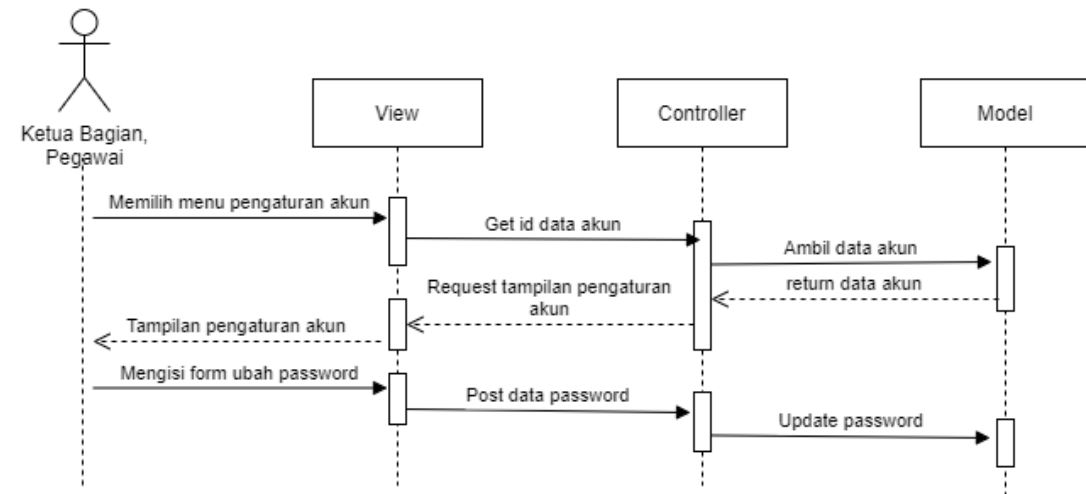 Ketua Bagian,
Pegawai
View
Controller
Model
Memilih menu pengaturan akun
Get id data akun
Ambil data akun
return data akun
Request tampilan pengaturan
akun
Tampilan pengaturan akun
Mengisi form ubah password
Post data password
Update password